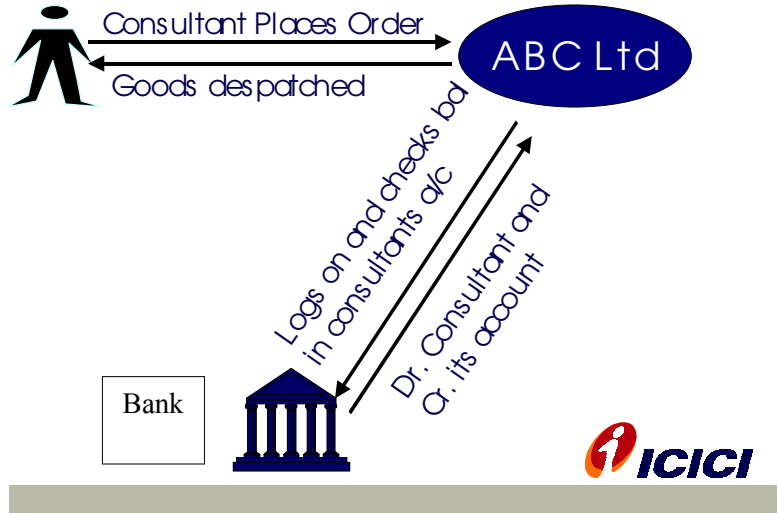 Consultant Places Order
ABC Ltd
Goods despatched
Logs on and checks bal
in consultants a/c
Dr. Consultant and
Cr. its account
Bank
i ICICI